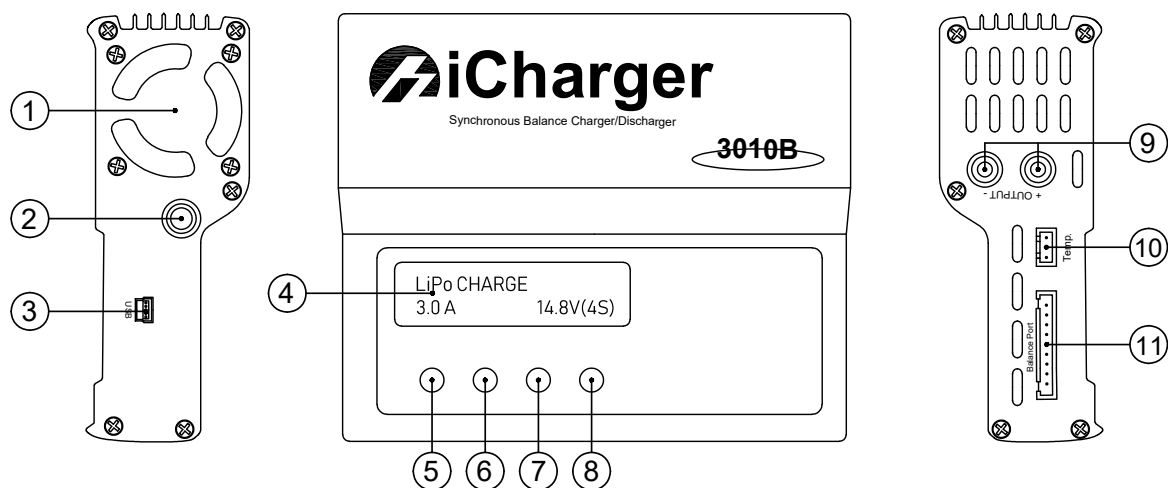 1
2
3
USB
iCharger
Synchronous Balance Charger/Discharger
3010B
4
LiPo CHARGE
3.0 A 14.8V(4S)
5 6 7 8
9
+ OUTPUT -
10
Temp.
11
Balance Port